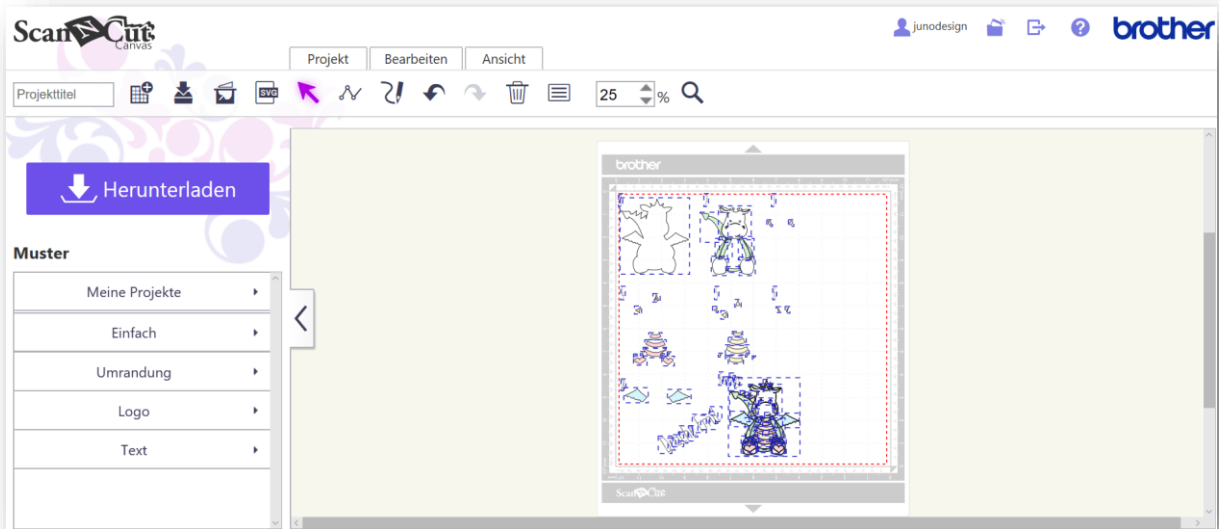 ScanNCut
Canvas
junodesign
brother
Projekt
Bearbeiten
Ansicht
Projekttitel
SVG
25
%
Herunterladen
Muster
Meine Projekte
Einfach
Umrandung
Logo
Text
brother
ScanNCut